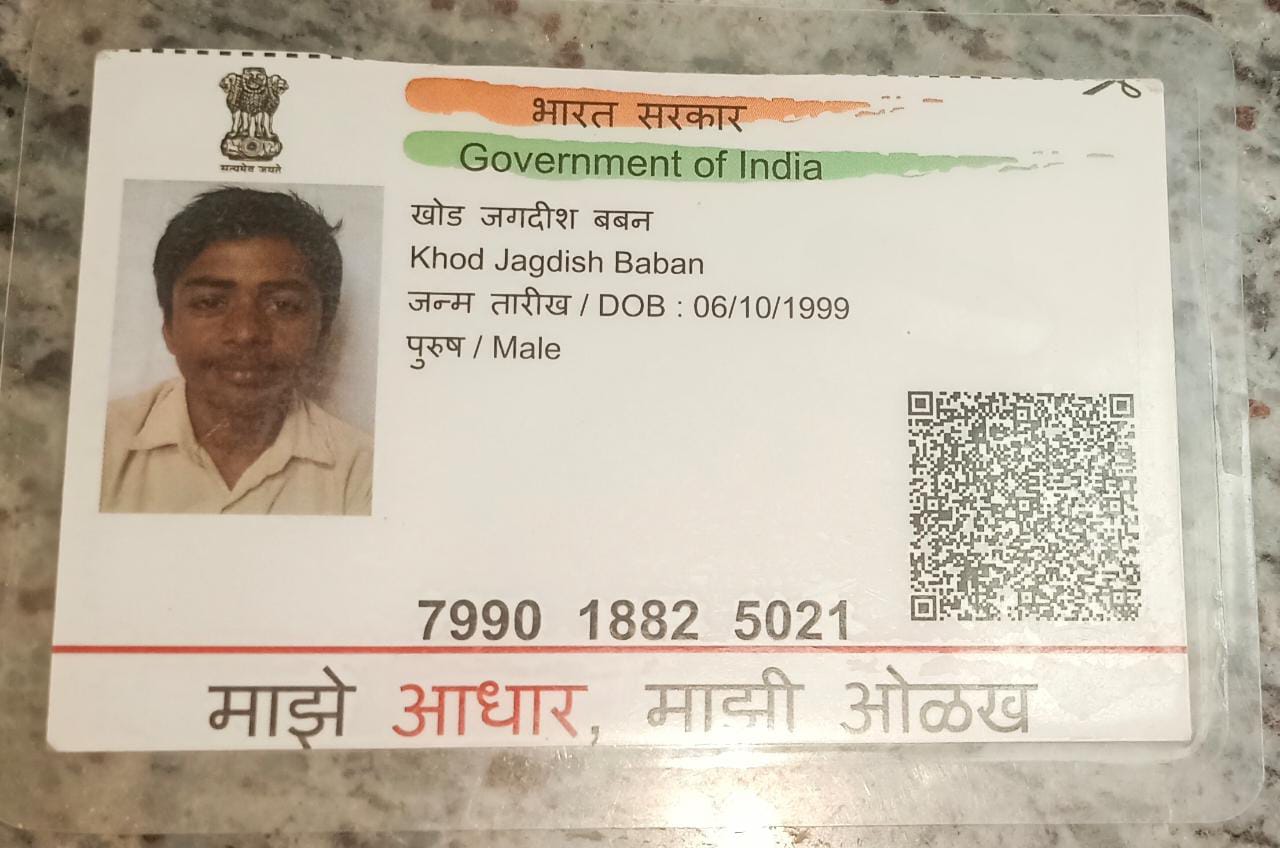 सत्यमेव जयते
भारत सरकार
Government of India
खोड जगदीश बबन
Khod Jagdish Baban
जन्म तारीख / DOB : 06/10/1999
पुरुष / Male
7990 1882 5021
माझे आधार, माझी ओळख